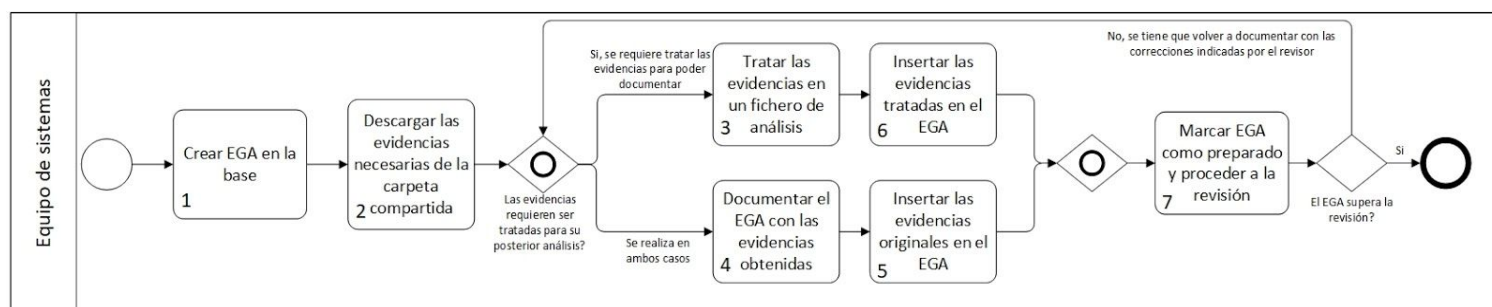 Equipo de sistemas
Crear EGA en la
base
1
Descargar las
evidencias
necesarias de la
carpeta
compartida
2
Las evidencias
requieren ser
tratadas para su
posterior análisis?
Si, se requiere tratar las
evidencias para poder
documentar
Tratar las
evidencias en
un fichero de
análisis
3
Insertar las
evidencias
tratadas en el
EGA
6
Se realiza en
ambos casos
Documentar el
EGA con las
evidencias
obtenidas
4
Insertar las
evidencias
originales en el
EGA
5
Marcar EGA
como preparado
y proceder a la
revisión
7
No, se tiene que volver a documentar con las
correcciones indicadas por el revisor
El EGA supera la
revisión?
Si